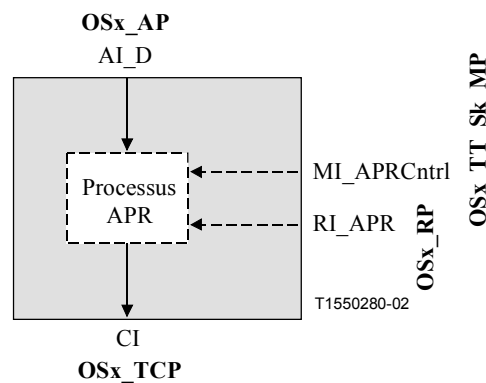 OSx_AP
AI_D
Processus
APR
MI_APRCntrl
RI_APR
OSx_RP
OSx_TT_Sk_MP
T1550280-02
CI
OSx_TCP